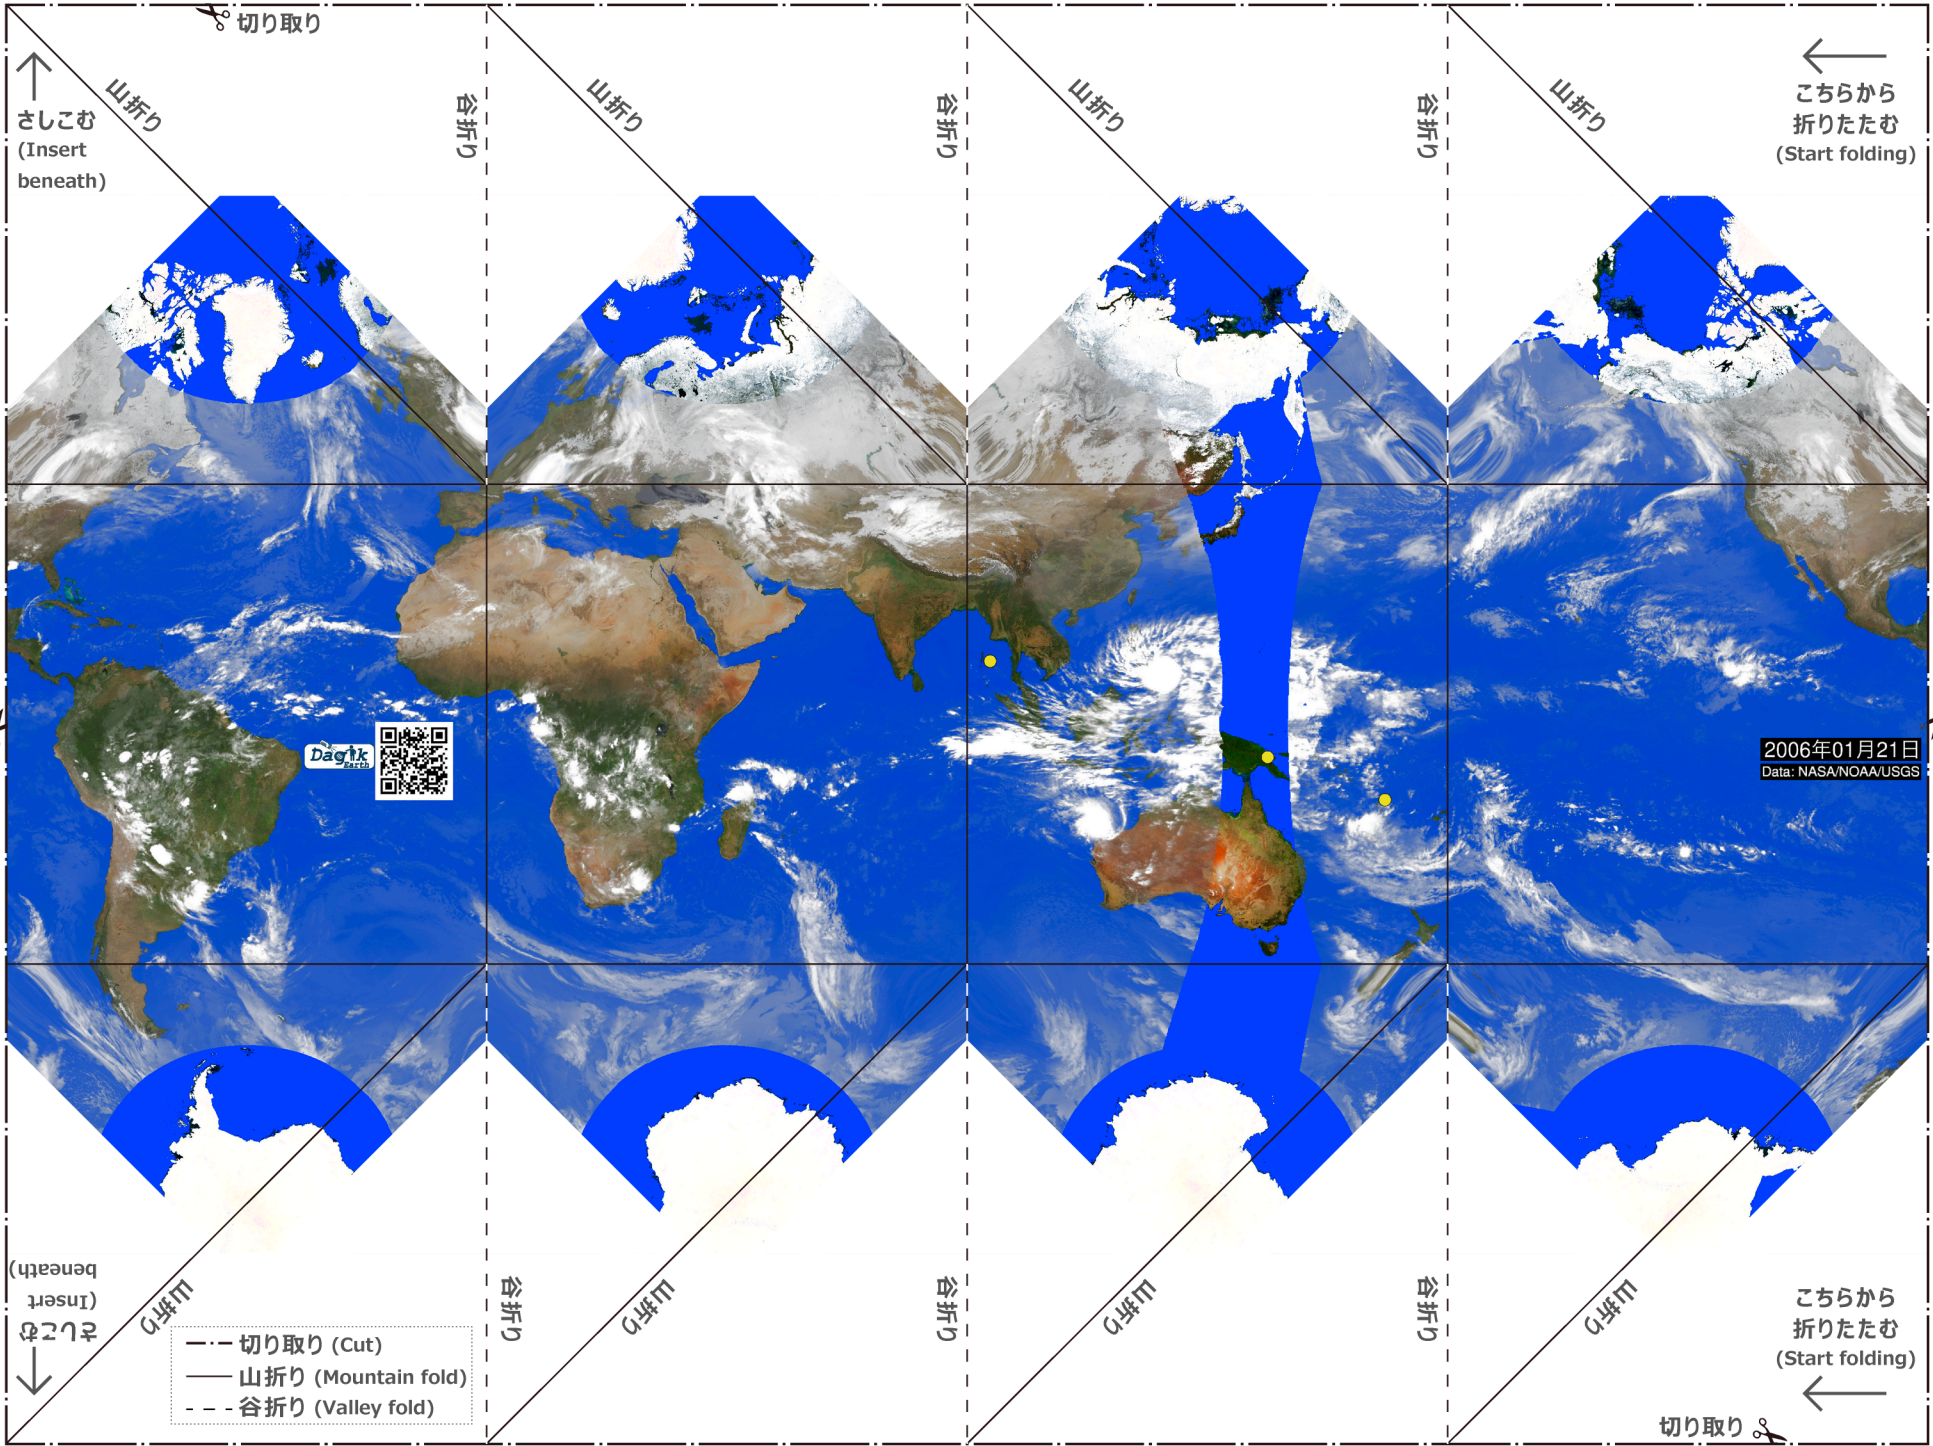 切り取り
山折り
谷折り
山折り
谷折り
山折り
谷折り
山折り
さしこむ
(Insert
beneath)
こちらから
折りたたむ
(Start folding)
Dagik
Earth
2006年01月21日
Data: NASA/NOAA/USGS
さしこむ
(Insert
beneath)
山折り
谷折り
山折り
谷折り
山折り
谷折り
山折り
切り取り (Cut)
山折り (Mountain fold)
谷折り (Valley fold)
こちらから
折りたたむ
(Start folding)
切り取り